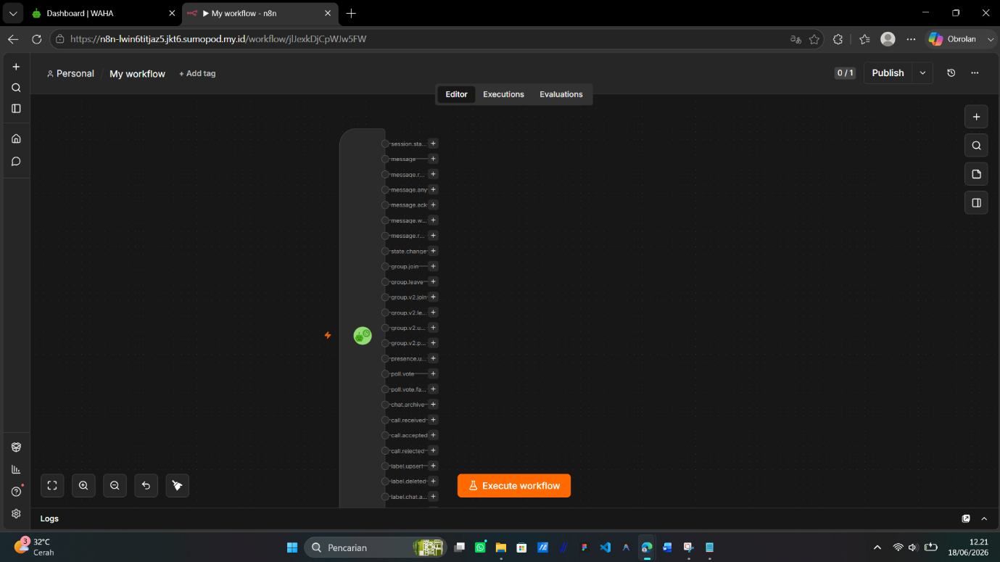 Dashboard | WAHA
▶ My workflow - n8n
https://n8n-lwin6titjaz5.jkt6.sumopod.my.id/workflow/jlJexkDjCpWJw5FW
Obrolan
Personal / My workflow + Add tag
0 / 1
Publish
Editor
Executions
Evaluations
session.sta...
message
message.r...
message.any
message.ack
message.w...
message.r...
state.change
group.join
group.leave
group.v2.join
group.v2.le...
group.v2.u...
group.v2.p...
presence.u...
poll.vote
poll.vote.fa...
chat.archive
call.received
call.accepted
call.rejected
label.upsert
label.deleted
label.chat.a...
Execute workflow
Logs
3
32°C
Cerah
Pencarian
12.21
18/06/2026